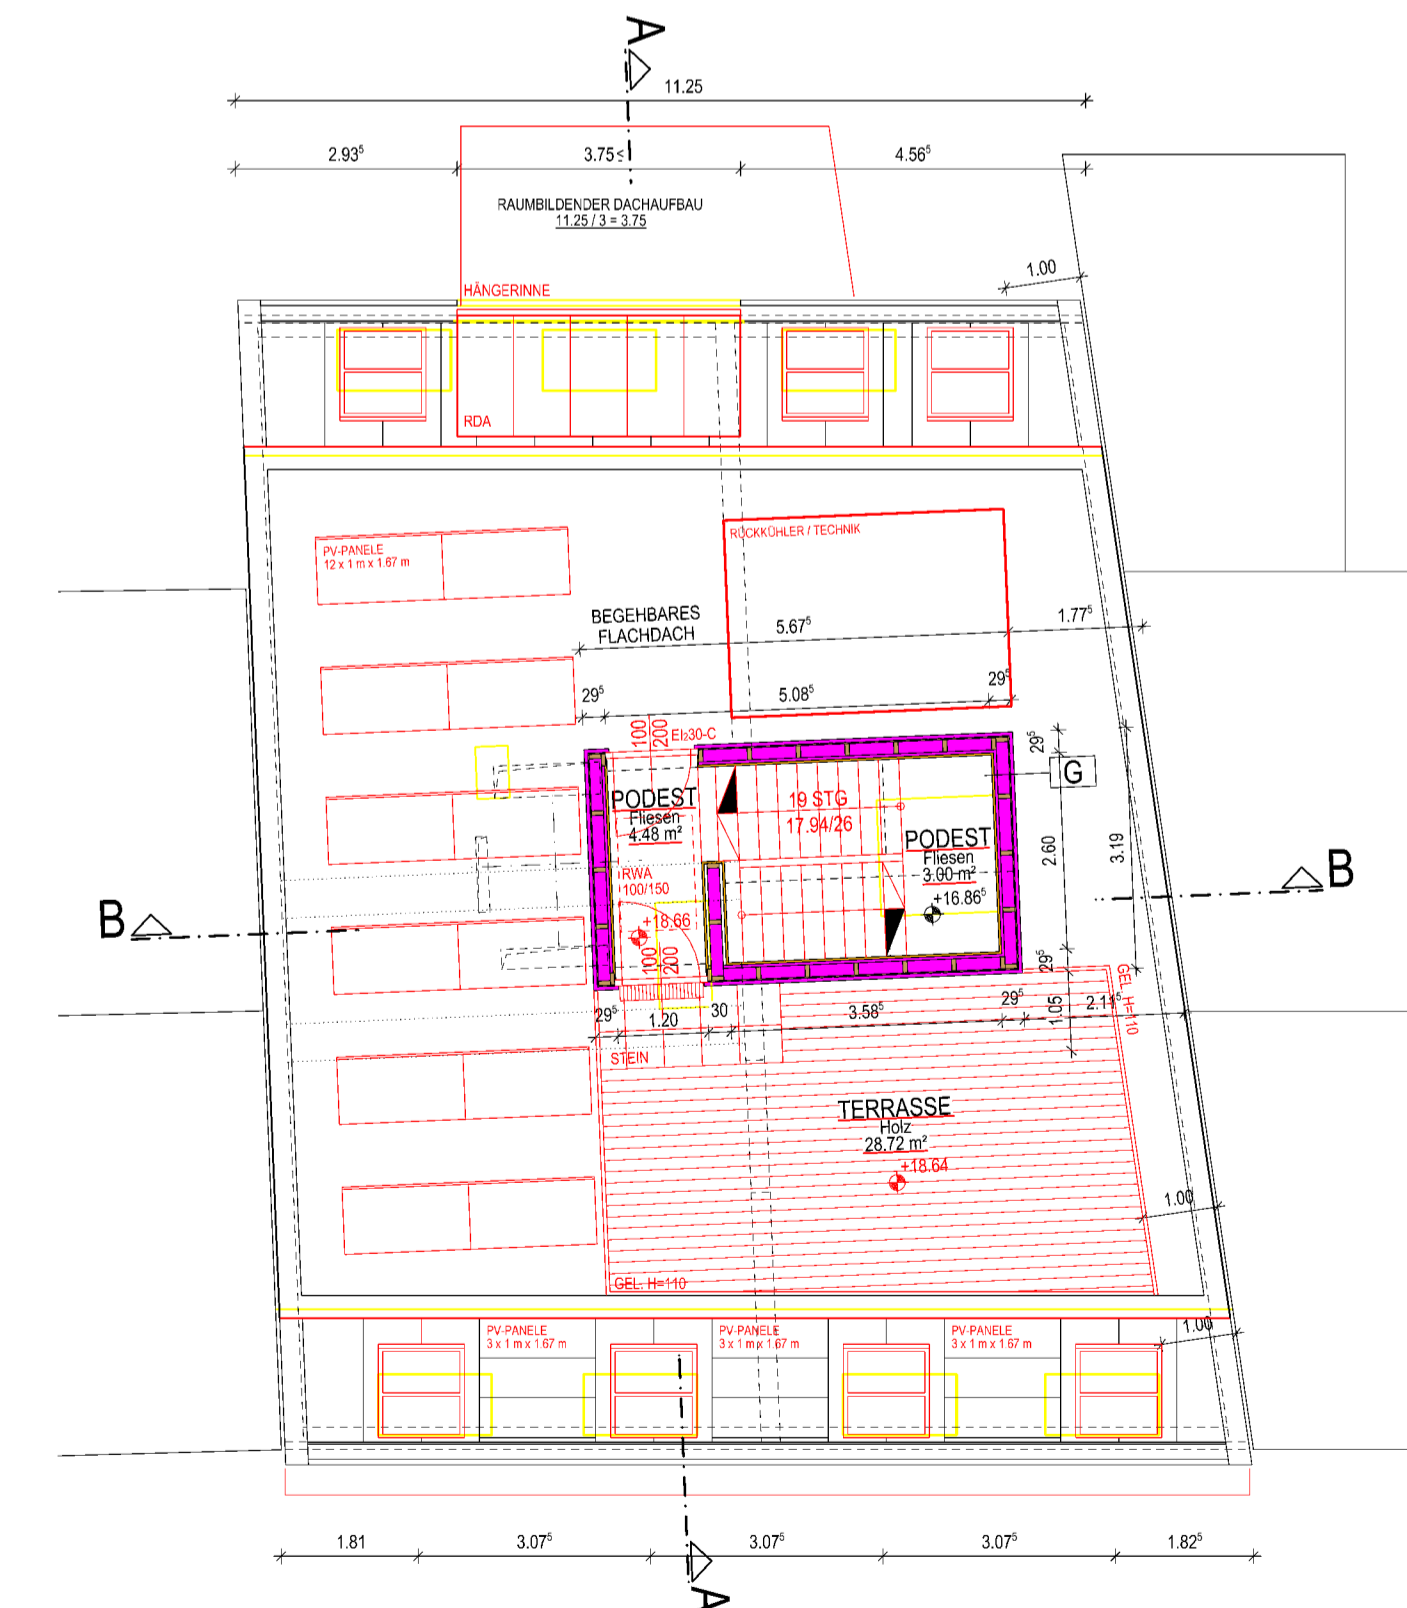 A
11.25
2.93⁵
3.75≤
4.56⁵
RAUMBILDENDER DACHAUFBAU
11.25 / 3 = 3.75
1.00
HÄNGERINNE
RDA
RÜCKKÜHLER / TECHNIK
PV-PANELE
12 x 1 m x 1.67 m
BEGEHBARES
FLACHDACH
5.67⁵
1.77⁵
29⁵
5.08⁵
29⁵
100
200
EI₂30-C
29⁵
G
PODEST
Fliesen
4.48 m²
19 STG
17.94/26
PODEST
Fliesen
3.00 m²
+16.86⁵
2.60
3.19
RWA
100/150
+18.66
B
B
100
200
29⁵
GEL. H=110
29⁵
1.20
30
3.58⁵
29⁵
1.05
2.11⁵
STEIN
TERRASSE
Holz
28.72 m²
+18.64
1.00
GEL. H=110
1.00
PV-PANELE
3 x 1 m x 1.67 m
PV-PANELE
3 x 1 m x 1.67 m
PV-PANELE
3 x 1 m x 1.67 m
1.81
3.07⁵
3.07⁵
3.07⁵
1.82⁵
A